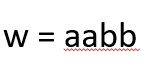 w = aabb